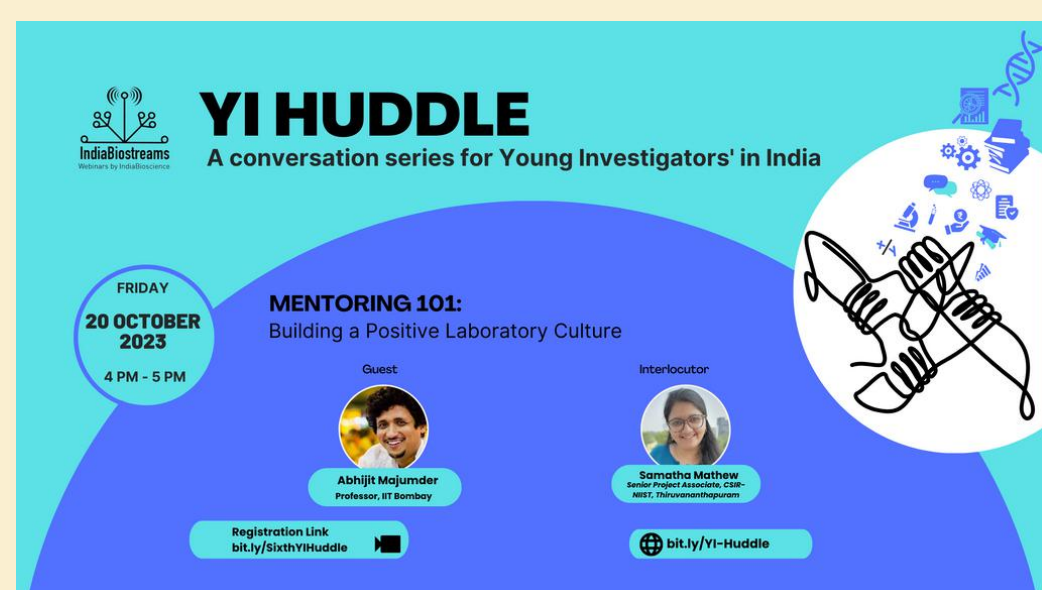 YI HUDDLE
A conversation series for Young Investigators' in India
IndiaBiostreams
Webinars by IndiaBioscience
FRIDAY
20 OCTOBER
2023
4 PM - 5 PM
MENTORING 101:
Building a Positive Laboratory Culture
Guest
Abhijit Majumder
Professor, IIT Bombay
Interlocutor
Samatha Mathew
Senior Project Associate, CSIR-
NIIST, Thiruvananthapuram
Registration Link
bit.ly/SixthYIHuddle
bit.ly/YI-Huddle